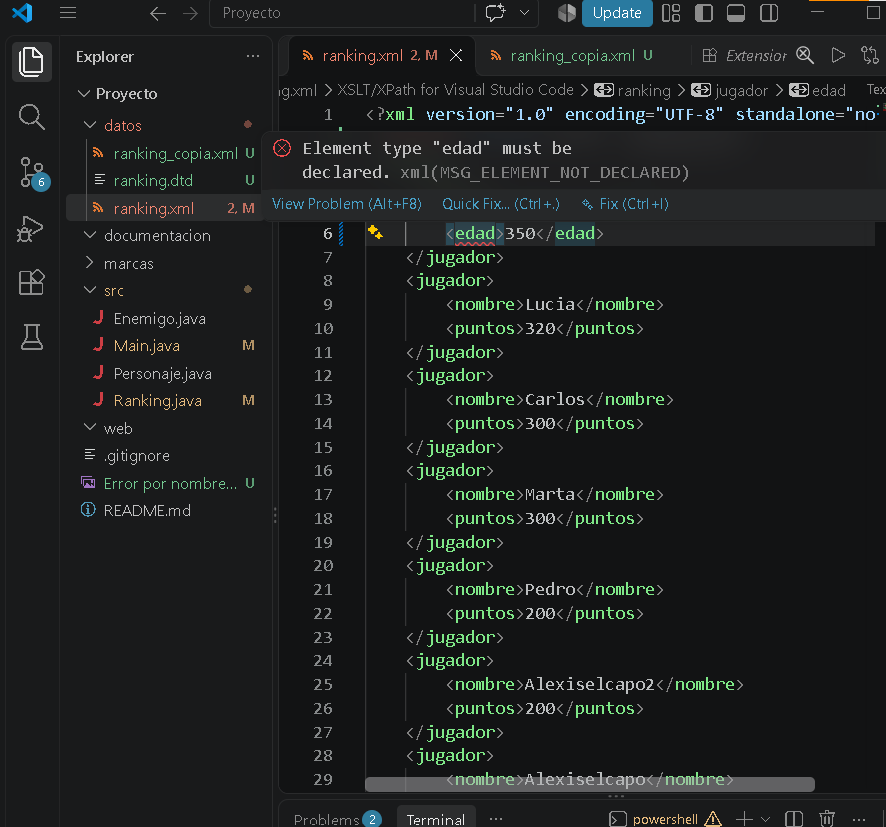 Proyecto
Update
Explorer
Proyecto
datos
ranking_copia.xml U
ranking.dtd U
ranking.xml 2, M
documentacion
marcas
src
Enemigo.java
Main.java M
Personaje.java
Ranking.java M
web
.gitignore
Error por nombre... U
README.md
6
ranking.xml 2, M
ranking_copia.xml U
Extension
ng.xml > XSLT/XPath for Visual Studio Code > ranking > jugador > edad
1 <?xml version="1.0" encoding="UTF-8" standalone="no
Element type "edad" must be
declared. xml(MSG_ELEMENT_NOT_DECLARED)
View Problem (Alt+F8) Quick Fix... (Ctrl+.) Fix (Ctrl+I)
6 <edad>350</edad>
7 </jugador>
8 <jugador>
9 <nombre>Lucia</nombre>
10 <puntos>320</puntos>
11 </jugador>
12 <jugador>
13 <nombre>Carlos</nombre>
14 <puntos>300</puntos>
15 </jugador>
16 <jugador>
17 <nombre>Marta</nombre>
18 <puntos>300</puntos>
19 </jugador>
20 <jugador>
21 <nombre>Pedro</nombre>
22 <puntos>200</puntos>
23 </jugador>
24 <jugador>
25 <nombre>Alexiselcapo2</nombre>
26 <puntos>200</puntos>
27 </jugador>
28 <jugador>
29 <nombre>Alexiselcapo</nombre>
Problems 2 Terminal ... powershell